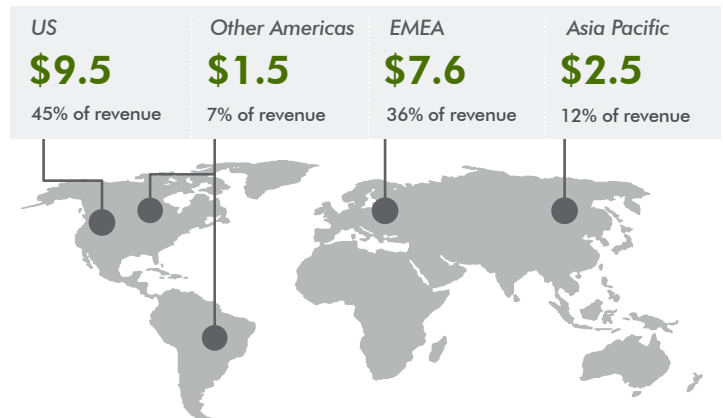 US
$9.5
45% of revenue
Other Americas
$1.5
7% of revenue
EMEA
$7.6
36% of revenue
Asia Pacific
$2.5
12% of revenue